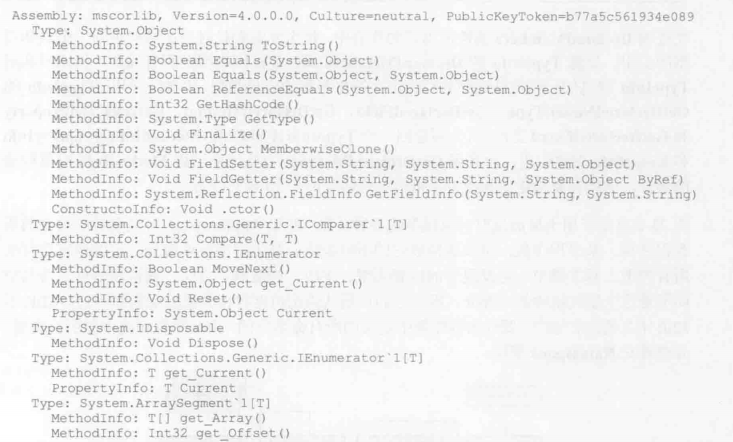 Assembly: mscorlib, Version=4.0.0.0, Culture=neutral, PublicKeyToken=b77a5c561934e089
Type: System.Object
MethodInfo: System.String ToString()
MethodInfo: Boolean Equals(System.Object)
MethodInfo: Boolean Equals(System.Object, System.Object)
MethodInfo: Boolean ReferenceEquals(System.Object, System.Object)
MethodInfo: Int32 GetHashCode()
MethodInfo: System.Type GetType()
MethodInfo: Void Finalize()
MethodInfo: System.Object MemberwiseClone()
MethodInfo: Void FieldSetter(System.String, System.String, System.Object)
MethodInfo: Void FieldGetter(System.String, System.String, System.Object ByRef)
MethodInfo: System.Reflection.FieldInfo GetFieldInfo(System.String, System.String)
ConstructoInfo: Void .ctor()
Type: System.Collections.Generic.IComparer`1[T]
MethodInfo: Int32 Compare(T, T)
Type: System.Collections.IEnumerator
MethodInfo: Boolean MoveNext()
MethodInfo: System.Object get_Current()
MethodInfo: Void Reset()
PropertyInfo: System.Object Current
Type: System.IDisposable
MethodInfo: Void Dispose()
Type: System.Collections.Generic.IEnumerator`1[T]
MethodInfo: T get_Current()
PropertyInfo: T Current
Type: System.ArraySegment`1[T]
MethodInfo: T[] get_Array()
MethodInfo: Int32 get_Offset()